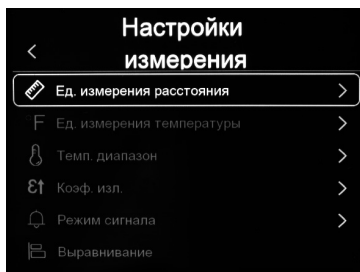 Настройки
измерения
Ед. измерения расстояния
°F Ед. измерения температуры
Темп. диапазон
Ɛ↑ Коэф. изл.
Режим сигнала
Выравнивание